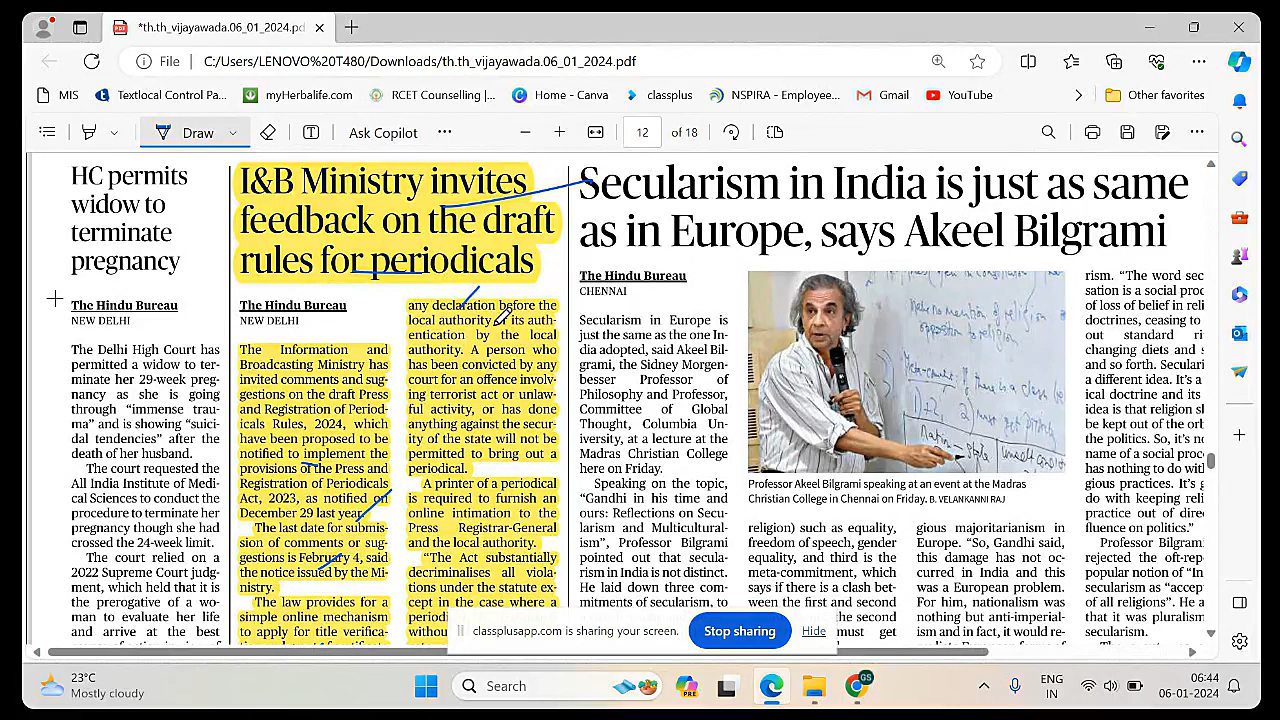 *th.th_vijayawada.06_01_2024.pd
File
C:/Users/LENOVO%20T480/Downloads/th.th_vijayawada.06_01_2024.pdf
MIS
Textlocal Control Pa...
myHerbalife.com
RCET Counselling |...
Home - Canva
classplus
NSPIRA - Employee...
Gmail
YouTube
Other favorites
Draw
Ask Copilot
12
of 18
HC permits
widow to
terminate
pregnancy
The Hindu Bureau
NEW DELHI
The Delhi High Court has
permitted a widow to ter-
minate her 29-week preg-
nancy as she is going
through "immense trau-
ma" and is showing "suici-
dal tendencies" after the
death of her husband.
The court requested the
All India Institute of Medi-
cal Sciences to conduct the
procedure to terminate her
pregnancy though she had
crossed the 24-week limit.
The court relied on a
2022 Supreme Court judg-
ment, which held that it is
the prerogative of a wo-
man to evaluate her life
and arrive at the best
I&B Ministry invites
feedback on the draft
rules for periodicals
The Hindu Bureau
NEW DELHI
The Information and
Broadcasting Ministry has
invited comments and sug-
gestions on the draft Press
and Registration of Period-
icals Rules, 2024, which
have been proposed to be
notified to implement the
provisions of the Press and
Registration of Periodicals
Act, 2023, as notified on
December 29 last year.
The last date for submis-
sion of comments or sug-
gestions is February 4, said
the notice issued by the Mi-
nistry.
The law provides for a
simple online mechanism
to apply for title verifica-
any declaration before the
local authority or its auth-
entication by the local
authority. A person who
has been convicted by any
court for an offence involv-
ing terrorist act or unlaw-
ful activity, or has done
anything against the secur-
ity of the state will not be
permitted to bring out a
periodical.
A printer of a periodical
is required to furnish an
online intimation to the
Press Registrar-General
and the local authority.
"The Act substantially
decriminalises all viola-
tions under the statute ex-
cept in the case where a
periodi
without
Secularism in India is just as same
as in Europe, says Akeel Bilgrami
The Hindu Bureau
CHENNAI
Secularism in Europe is
just the same as the one In-
dia adopted, said Akeel Bil-
grami, the Sidney Morgen-
besser Professor of
Philosophy and Professor,
Committee of Global
Thought, Columbia Un-
iversity, at a lecture at the
Madras Christian College
here on Friday.
Speaking on the topic,
"Gandhi in his time and
ours: Reflections on Secu-
larism and Multicultural-
ism", Professor Bilgrami
pointed out that secula-
rism in India is not distinct.
He laid down three com-
mitments of secularism, to
Professor Akeel Bilgrami speaking at an event at the Madras
Christian College in Chennai on Friday. B. VELANKANNI RAJ
religion) such as equality,
freedom of speech, gender
equality, and third is the
meta-commitment, which
says if there is a clash bet-
ween the first and second
must get
gious majoritarianism in
Europe. "So, Gandhi said,
this damage has not oc-
curred in India and this
was a European problem.
For him, nationalism was
nothing but anti-imperial-
ism and in fact, it would re-
rism. "The word sec
sation is a social proc
of loss of belief in reli
doctrines, ceasing to
out standard ri
changing diets and s
and so forth. Seculari
a different idea. It's a
ical doctrine and its
idea is that religion sh
be kept out of the orb
the politics. So, it's no
name of a social proce
has nothing to do wit
gious practices. It's g
do with keeping reli
practice out of direc
fluence on politics."
Professor Bilgram
rejected the oft-rep
popular notion of "In
secularism as "accept
of all religions". He a
that it was pluralism
secularism.
classplusapp.com is sharing your screen.
Stop sharing
Hide
23°C
Mostly cloudy
Search
PRE
GS
ENG
IN
06:44
06-01-2024